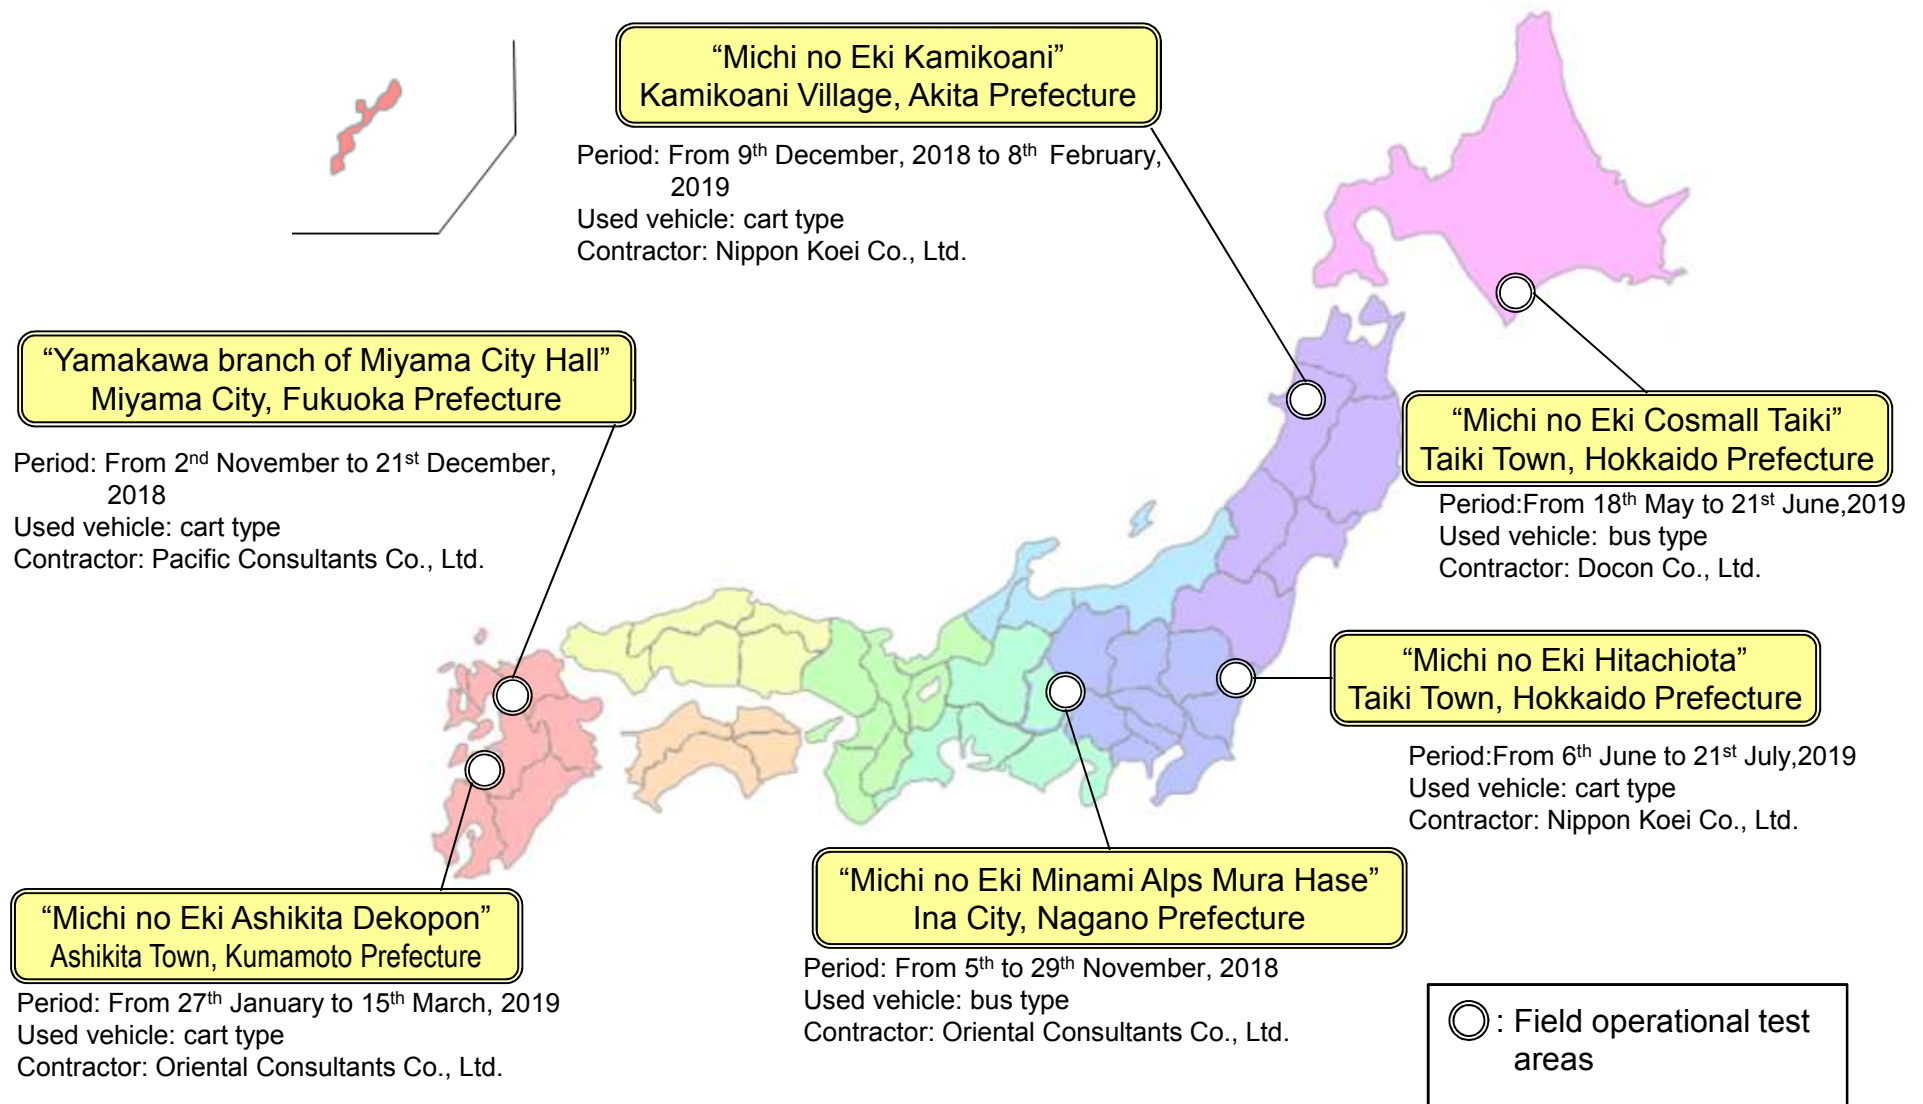 “Michi no Eki Kamikoani”
Kamikoani Village, Akita Prefecture
Period: From 9th December, 2018 to 8th February,
2019
Used vehicle: cart type
Contractor: Nippon Koei Co., Ltd.
“Yamakawa branch of Miyama City Hall”
Miyama City, Fukuoka Prefecture
Period: From 2nd November to 21st December,
2018
Used vehicle: cart type
Contractor: Pacific Consultants Co., Ltd.
“Michi no Eki Cosmall Taiki”
Taiki Town, Hokkaido Prefecture
Period:From 18th May to 21st June,2019
Used vehicle: bus type
Contractor: Docon Co., Ltd.
“Michi no Eki Hitachiota”
Taiki Town, Hokkaido Prefecture
Period:From 6th June to 21st July,2019
Used vehicle: cart type
Contractor: Nippon Koei Co., Ltd.
“Michi no Eki Minami Alps Mura Hase”
Ina City, Nagano Prefecture
Period: From 5th to 29th November, 2018
Used vehicle: bus type
Contractor: Oriental Consultants Co., Ltd.
“Michi no Eki Ashikita Dekopon”
Ashikita Town, Kumamoto Prefecture
Period: From 27th January to 15th March, 2019
Used vehicle: cart type
Contractor: Oriental Consultants Co., Ltd.
: Field operational test
areas